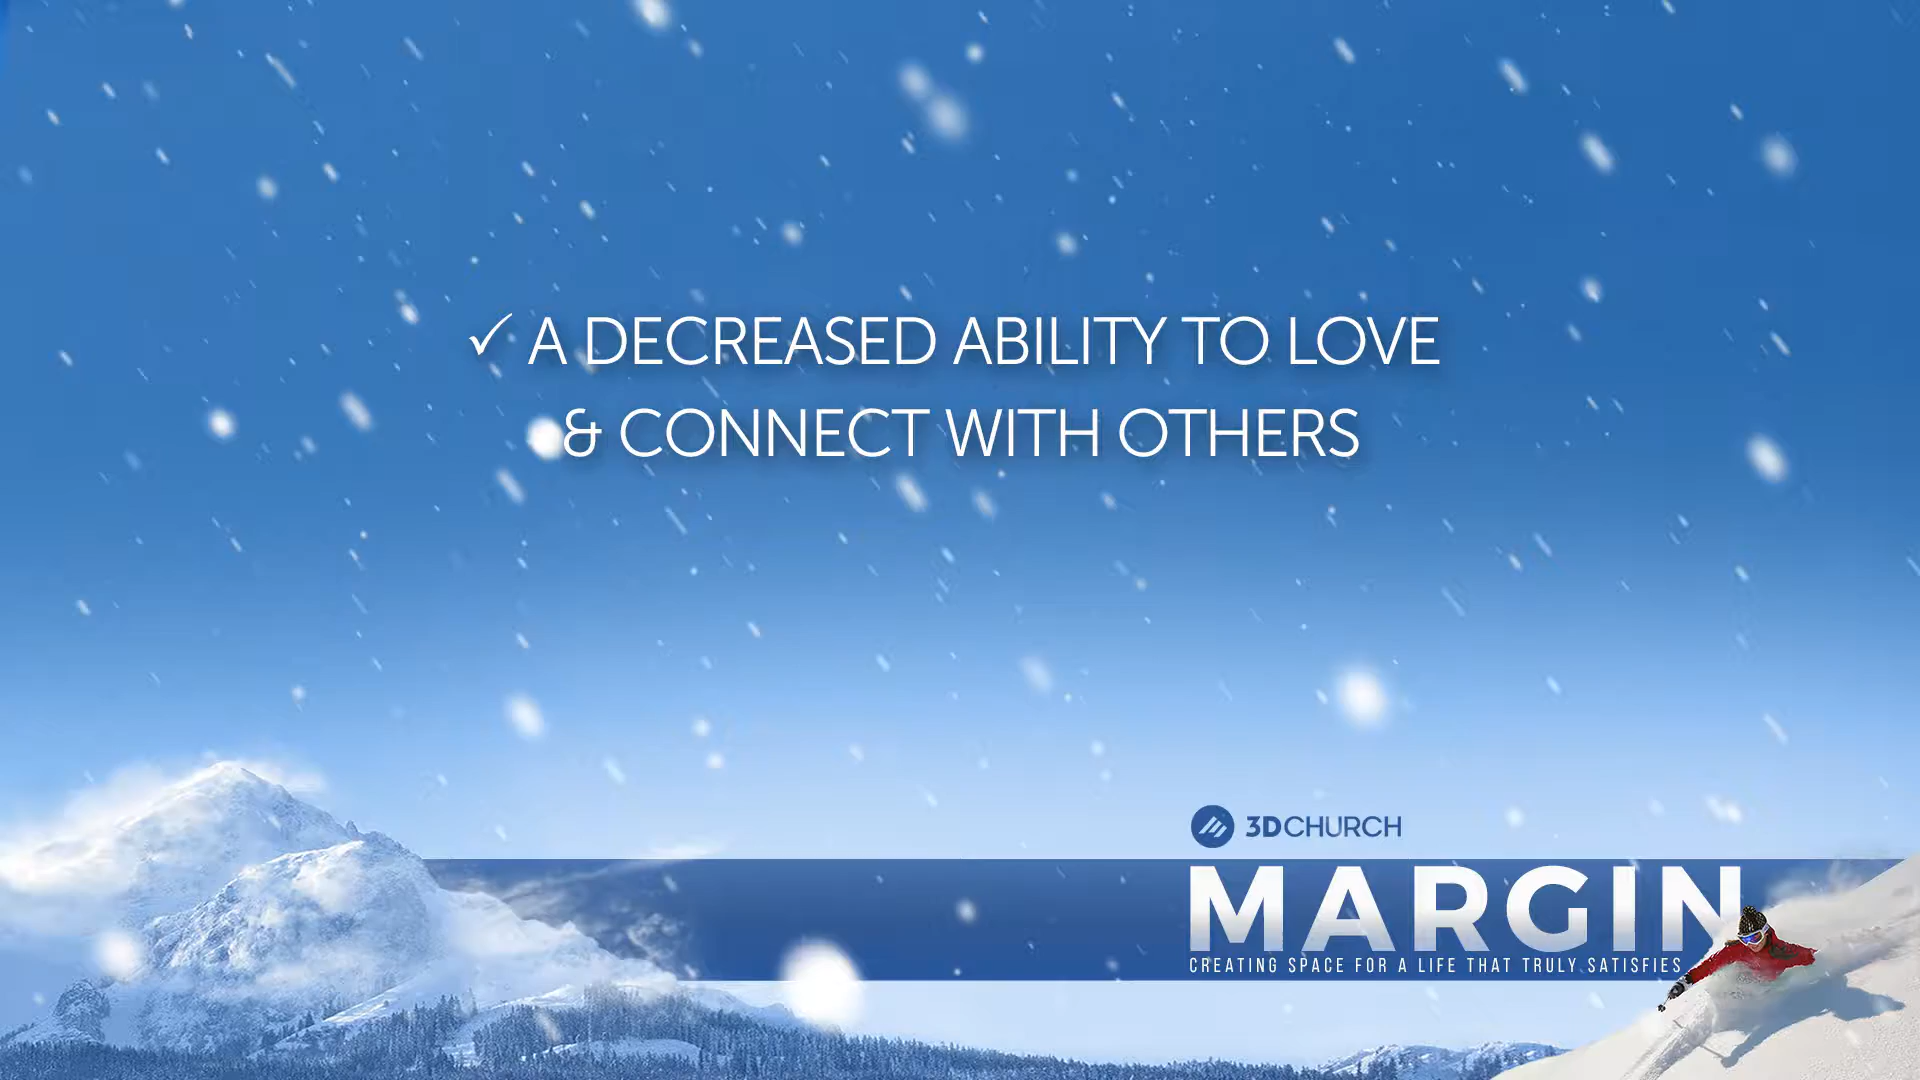 ✓ A DECREASED ABILITY TO LOVE
& CONNECT WITH OTHERS
3DCHURCH
MARGIN
CREATING SPACE FOR A LIFE THAT TRULY SATISFIES